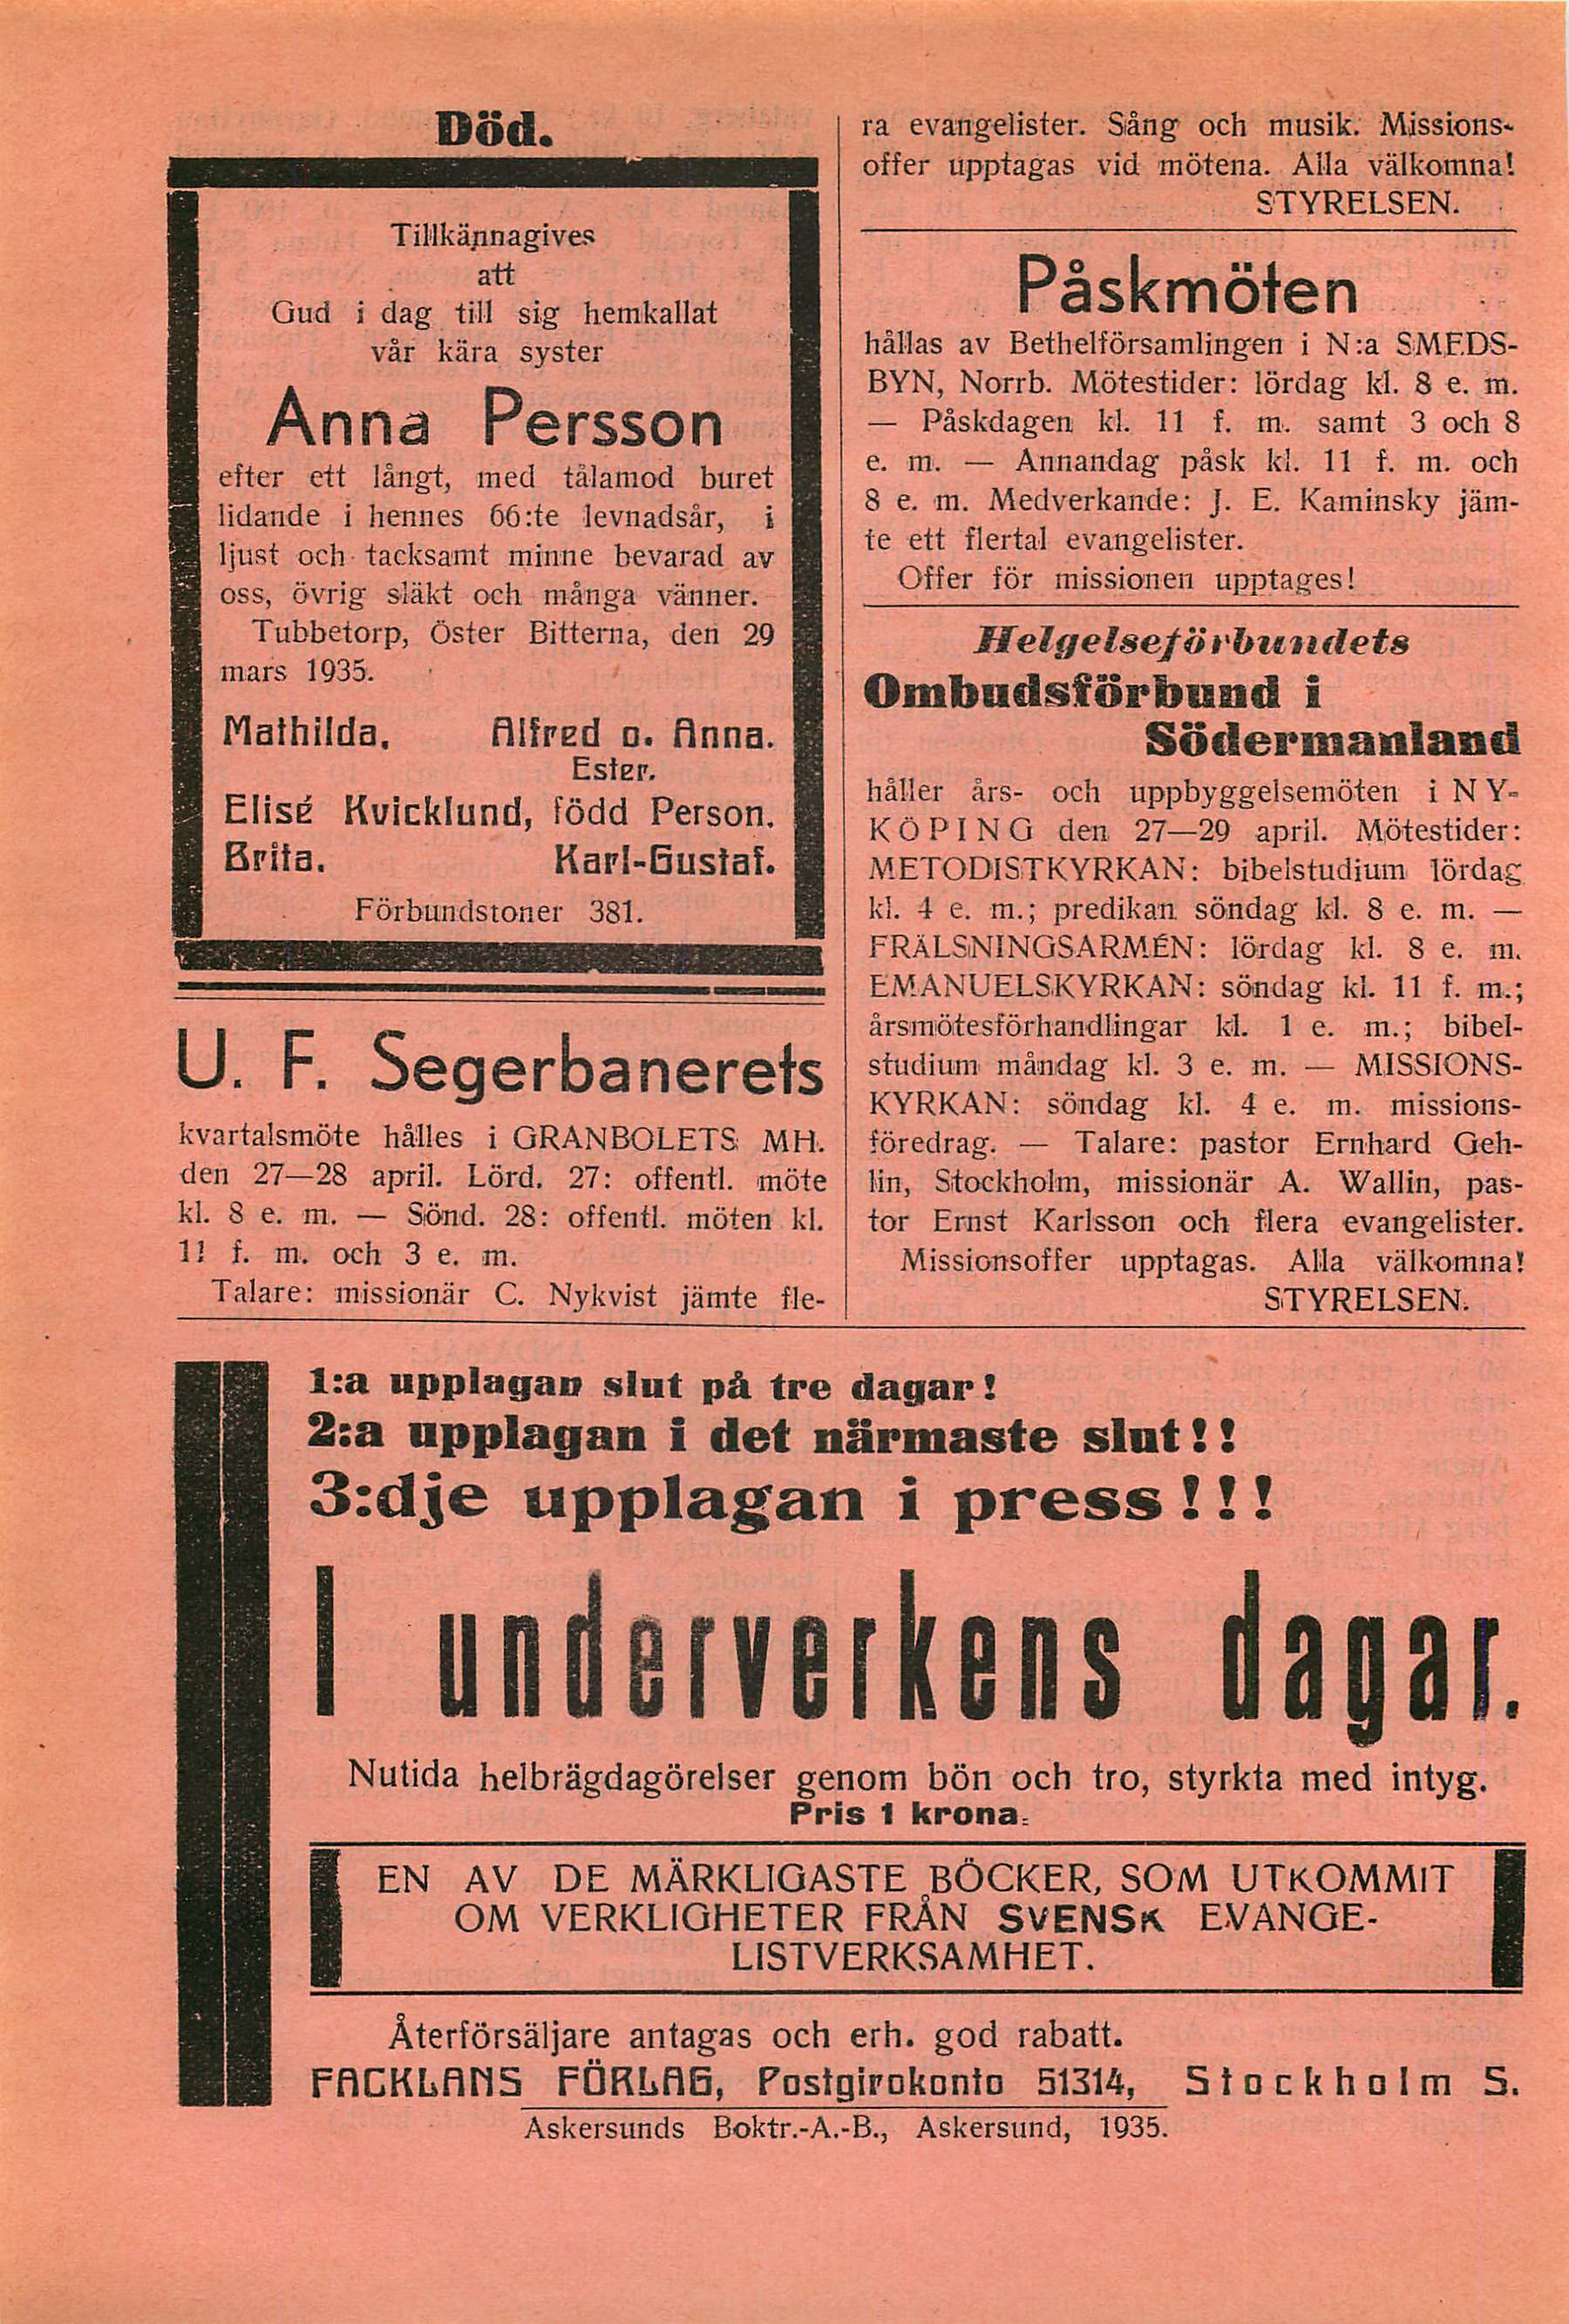 Död.
Tillkännagives
att
Gud i dag till sig hemkallat
vår kära syster
Anna Persson
efter ett långt, med tålamod buret
lidande i hennes 66:te levnadsår, i
ljust och tacksamt minne bevarad av
oss, övrig släkt och många vänner.
Tubbetorp, Öster Bitterna, den 29
mars 1935.
Mathilda. Alfred o. Anna.
Ester.
Elisé Kvicklund, född Person.
Brita. Karl-Gustaf.
Förbundstoner 381.
U. F. Segerbanerets
kvartalsmöte hålles i GRANBOLETS MH.
den 27—28 april. Lörd. 27: offentl. möte
kl. 8 e. m. — Sönd. 28: offentl. möten kl.
11 f. m. och 3 e. m.
Talare: missionär C. Nykvist jämte fle-
ra evangelister. Sång och musik. Missions-
offer upptagas vid mötena. Alla välkomna!
STYRELSEN.
Påskmöten
hållas av Bethelförsamlingen i N:a SMEDS-
BYN, Norrb. Mötestider: lördag kl. 8 e. m.
— Påskdagen kl. 11 f. m. samt 3 och 8
e. m. — Annandag påsk kl. 11 f. m. och
8 e. m. Medverkande: J. E. Kaminsky jäm-
te ett flertal evangelister.
Offer för missionen upptages!
Helgelseförbundets
Ombudsförbund i
Södermanland
håller års- och uppbyggelsemöten i NY-
KÖPING den 27—29 april. Mötestider:
METODISTKYRKAN: bibelstudium lördag
kl. 4 e. m.; predikan söndag kl. 8 e. m. —
FRÄLSNINGSARMÉN: lördag kl. 8 e. m.
EMANUELSKYRKAN: söndag kl. 11 f. m.;
årsmötesförhandlingar kl. 1 e. m.; bibel-
studium måndag kl. 3 e. m. — MISSIONS-
KYRKAN: söndag kl. 4 e. m. missions-
föredrag. — Talare: pastor Ernhard Geh-
lin, Stockholm, missionär A. Wallin, pas-
tor Ernst Karlsson och flera evangelister.
Missionsoffer upptagas. Alla välkomna!
STYRELSEN.
1:a upplagan slut på tre dagar!
2:a upplagan i det närmaste slut!!
3:dje upplagan i press!!!
I underverkens dagar.
Nutida helbrägdagörelser genom bön och tro, styrkta med intyg.
Pris 1 krona.
EN AV DE MÄRKLIGASTE BÖCKER, SOM UTKOMMIT
OM VERKLIGHETER FRÅN SVENSK EVANGE-
LISTVERKSAMHET.
Återförsäljare antagas och erh. god rabatt.
FACKLANS FÖRLAG, Postgirokonto 51314, Stockholm S.
Askersunds Boktr.-A.-B., Askersund, 1935.